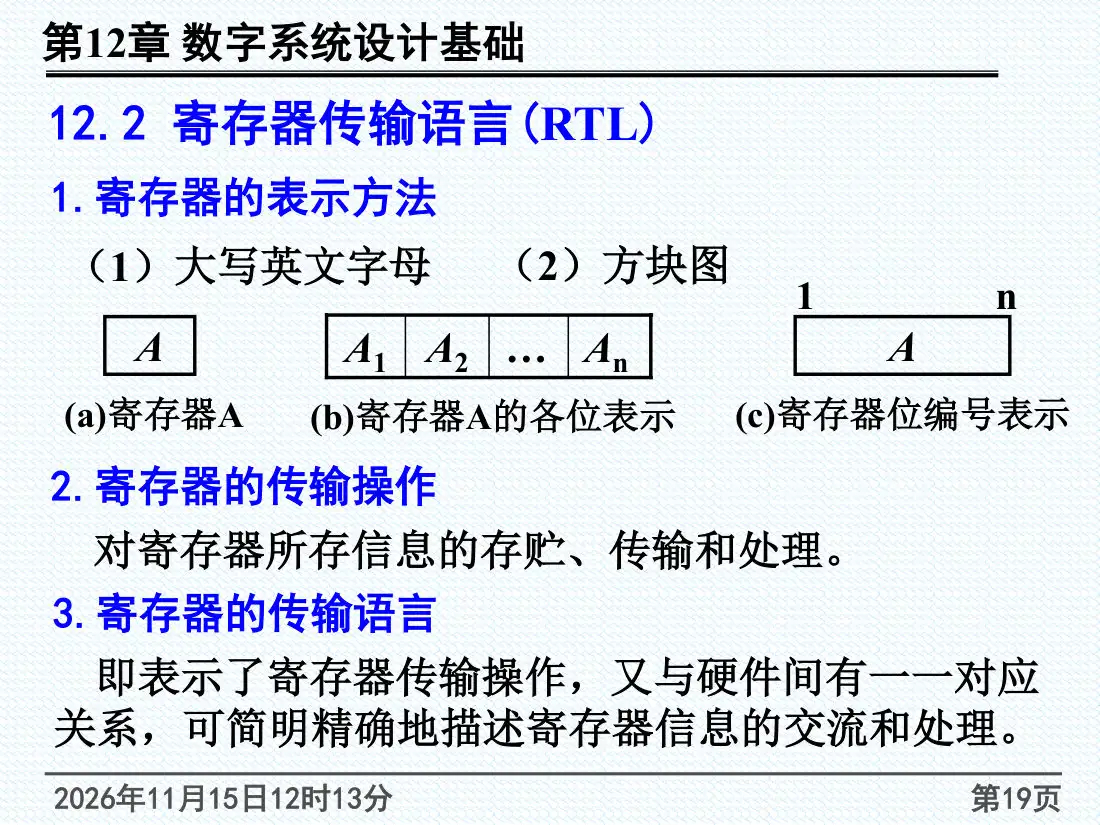 第12章 数字系统设计基础
12.2 寄存器传输语言(RTL)
1.寄存器的表示方法
（1）大写英文字母 （2）方块图
1 n
A A1 A2 … An A
(a)寄存器A (b)寄存器A的各位表示 (c)寄存器位编号表示
2.寄存器的传输操作
对寄存器所存信息的存贮、传输和处理。
3.寄存器的传输语言
即表示了寄存器传输操作，又与硬件间有一一对应
关系，可简明精确地描述寄存器信息的交流和处理。
2026年11月15日12时13分 第19页